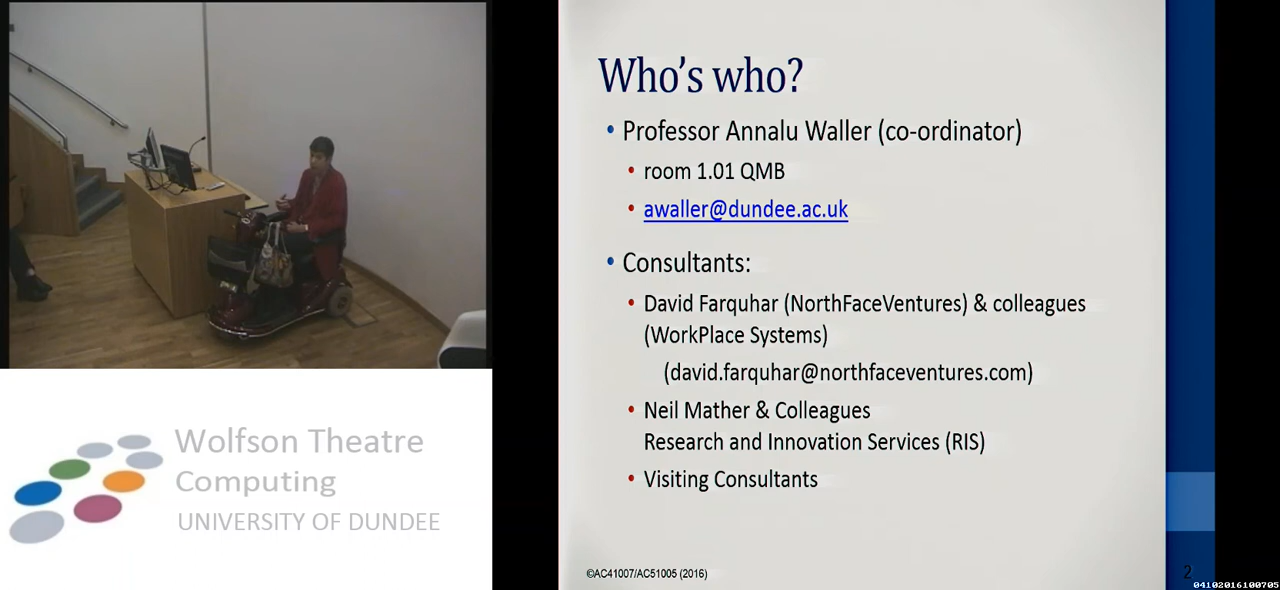 Who's who?
• Professor Annalu Waller (co-ordinator)
• room 1.01 QMB
• awaller@dundee.ac.uk
• Consultants:
• David Farquhar (NorthFaceVentures) & colleagues
(WorkPlace Systems)
(david.farquhar@northfaceventures.com)
• Neil Mather & Colleagues
Research and Innovation Services (RIS)
• Visiting Consultants
©AC41007/AC51005 (2016)
2
04102016100705
Wolfson Theatre
Computing
UNIVERSITY OF DUNDEE